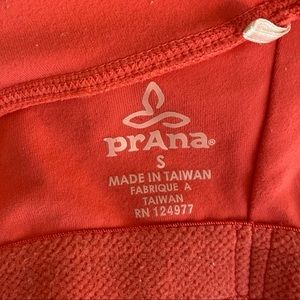 prAna®
S
MADE IN TAIWAN
FABRIQUE A
TAIWAN
RN 124977